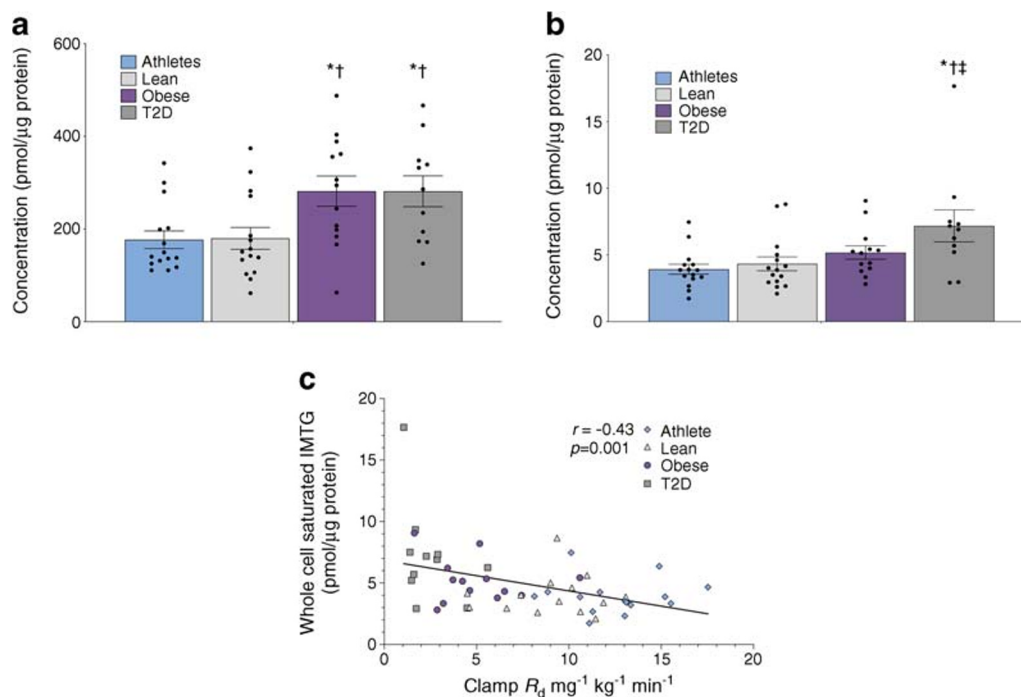 a
Concentration (pmol/µg protein)
600
400
200
0
Athletes
Lean
Obese
T2D
*†
*†
b
Concentration (pmol/µg protein)
20
15
10
5
0
Athletes
Lean
Obese
T2D
*†‡
c
Whole cell saturated IMTG
(pmol/µg protein)
20
15
10
5
0
r = -0.43
p=0.001
Athlete
Lean
Obese
T2D
0
5
10
15
20
Clamp Rd mg-1 kg-1 min-1